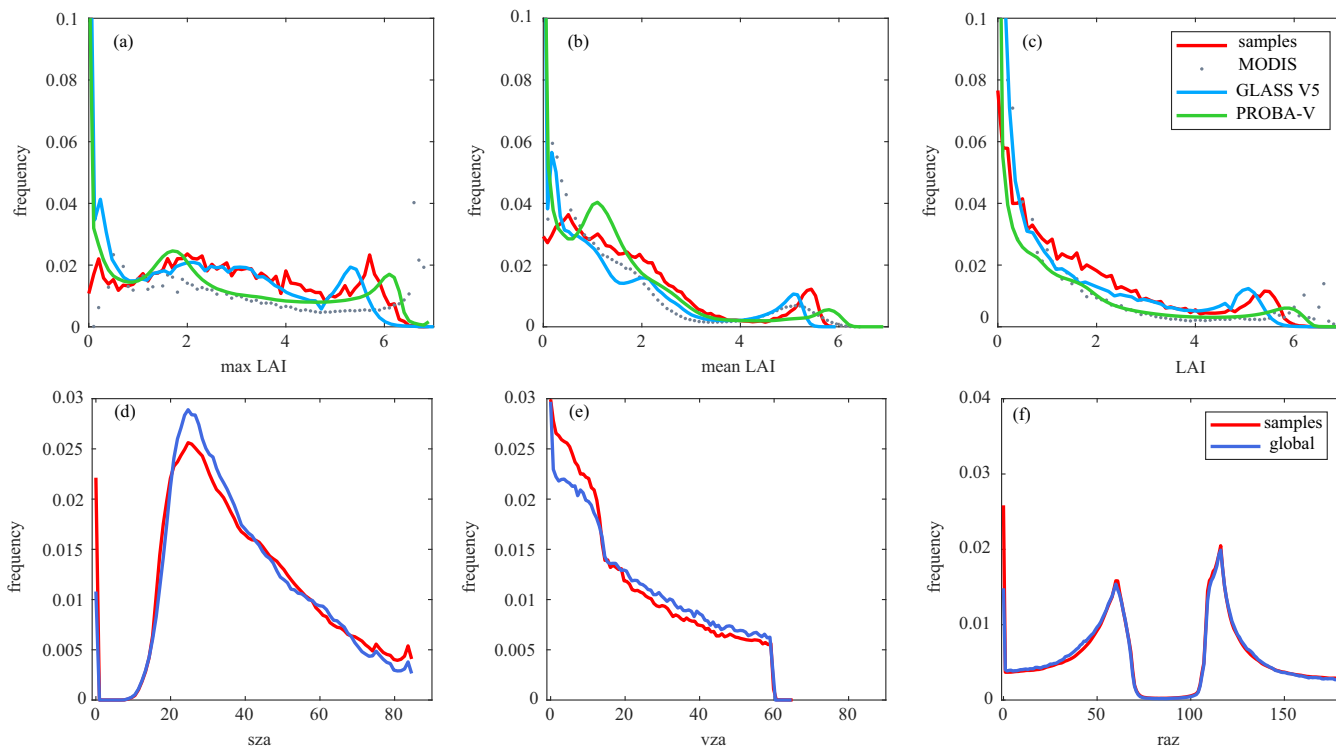 (a)
0.1
0.08
0.06
0.04
0.02
0
0 2 4 6
frequency
max LAI
(b)
0.1
0.08
0.06
0.04
0.02
0
0 2 4 6
frequency
mean LAI
(c)
samples
MODIS
GLASS V5
PROBA-V
0.1
0.08
0.06
0.04
0.02
0
0 2 4 6
frequency
LAI
(d)
0.03
0.025
0.02
0.015
0.01
0.005
0
0 20 40 60 80
frequency
sza
(e)
0.03
0.025
0.02
0.015
0.01
0.005
0
0 20 40 60 80
frequency
vza
(f)
samples
global
0.04
0.03
0.02
0.01
0
0 50 100 150
frequency
raz